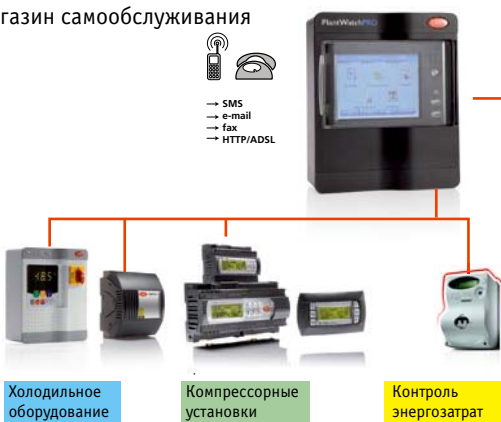 газин самообслуживания
PlantWatchPRO
→ SMS
→ e-mail
→ fax
→ HTTP/ADSL
Холодильное
оборудование
Компрессорные
установки
Контроль
энергозатрат